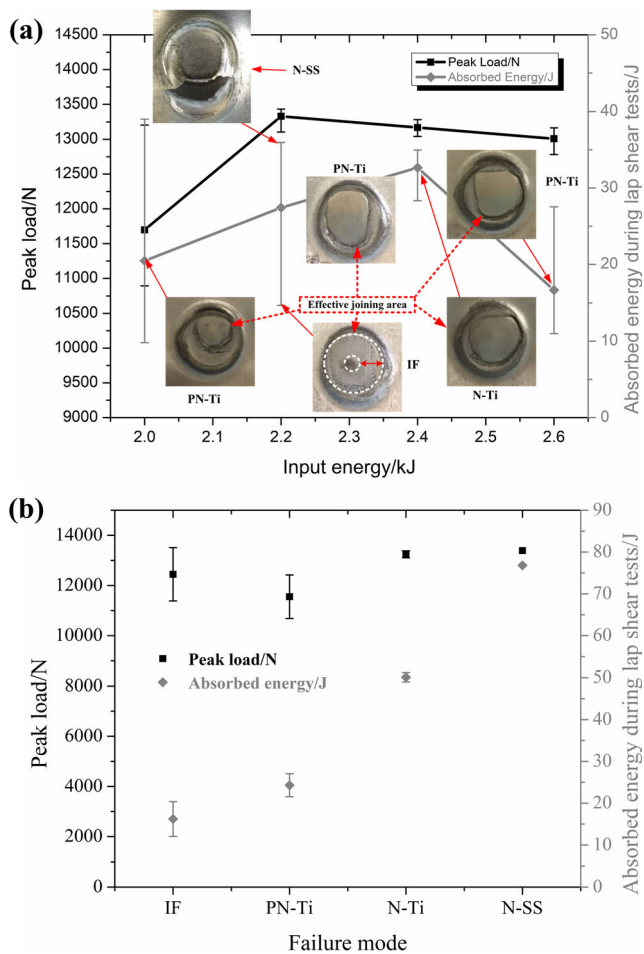 (a)
14500
14000
13500
13000
12500
12000
11500
11000
10500
10000
9500
9000
Peak load/N
50
40
30
20
10
0
Absorbed energy during lap shear tests/J
Peak Load/N
Absorbed Energy/J
N-SS
PN-Ti
PN-Ti
Effective joining area
IF
PN-Ti
N-Ti
2.0 2.1 2.2 2.3 2.4 2.5 2.6
Input energy/kJ
(b)
14000
12000
10000
8000
6000
4000
2000
0
Peak load/N
90
80
70
60
50
40
30
20
10
0
Absorbed energy during lap shear tests/J
Peak load/N
Absorbed energy/J
IF PN-Ti N-Ti N-SS
Failure mode